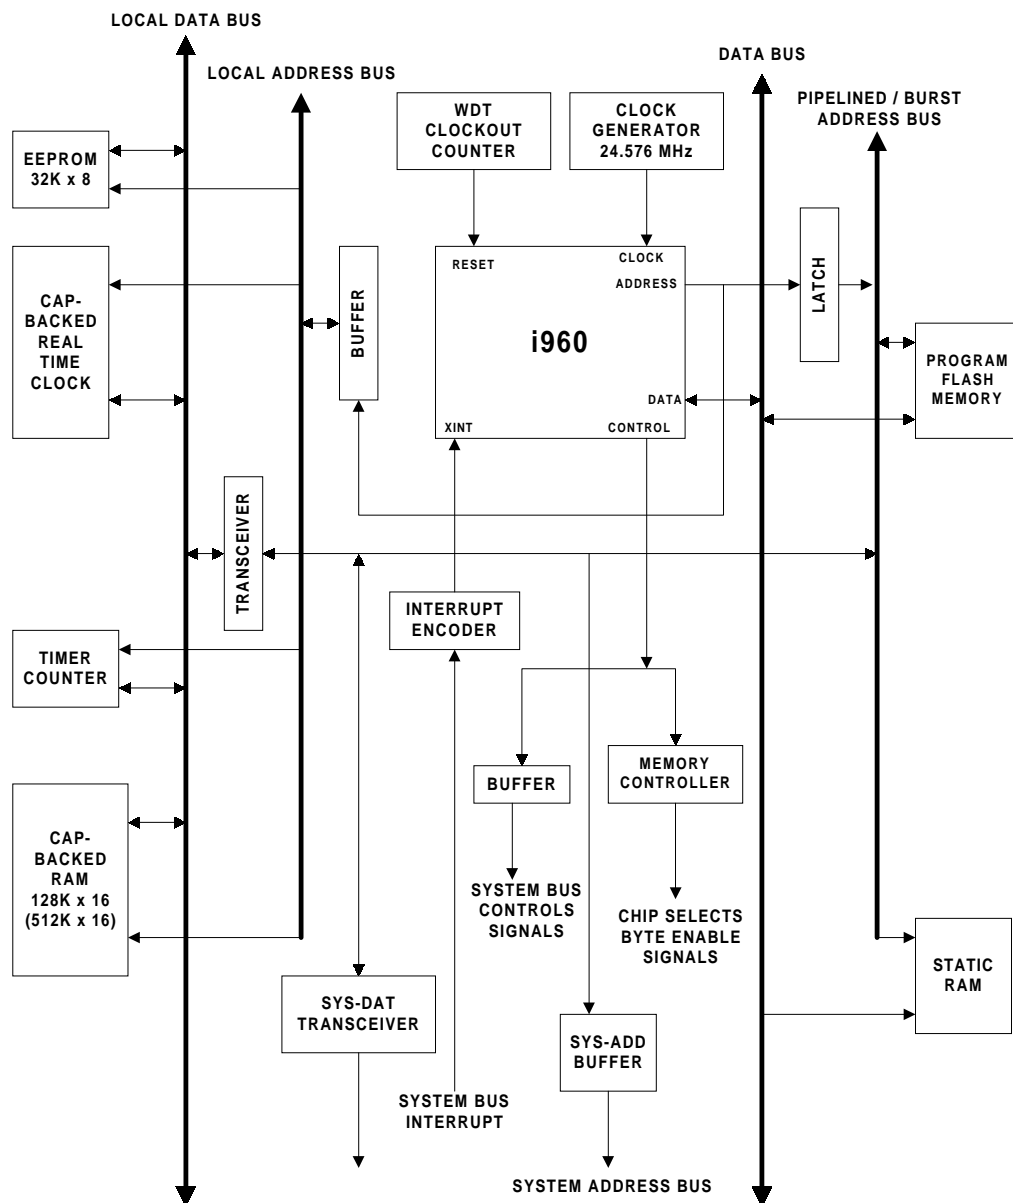 LOCAL DATA BUS
LOCAL ADDRESS BUS
DATA BUS
PIPELINED / BURST
ADDRESS BUS
WDT
CLOCKOUT
COUNTER
CLOCK
GENERATOR
24.576 MHz
EEPROM
32K x 8
CAP-
BACKED
REAL
TIME
CLOCK
BUFFER
RESET
CLOCK
ADDRESS
i960
DATA
XINT
CONTROL
LATCH
PROGRAM
FLASH
MEMORY
TRANSCEIVER
INTERRUPT
ENCODER
TIMER
COUNTER
BUFFER
MEMORY
CONTROLLER
CAP-
BACKED
RAM
128K x 16
(512K x 16)
SYSTEM BUS
CONTROLS
SIGNALS
CHIP SELECTS
BYTE ENABLE
SIGNALS
STATIC
RAM
SYS-DAT
TRANSCEIVER
SYS-ADD
BUFFER
SYSTEM BUS
INTERRUPT
SYSTEM ADDRESS BUS